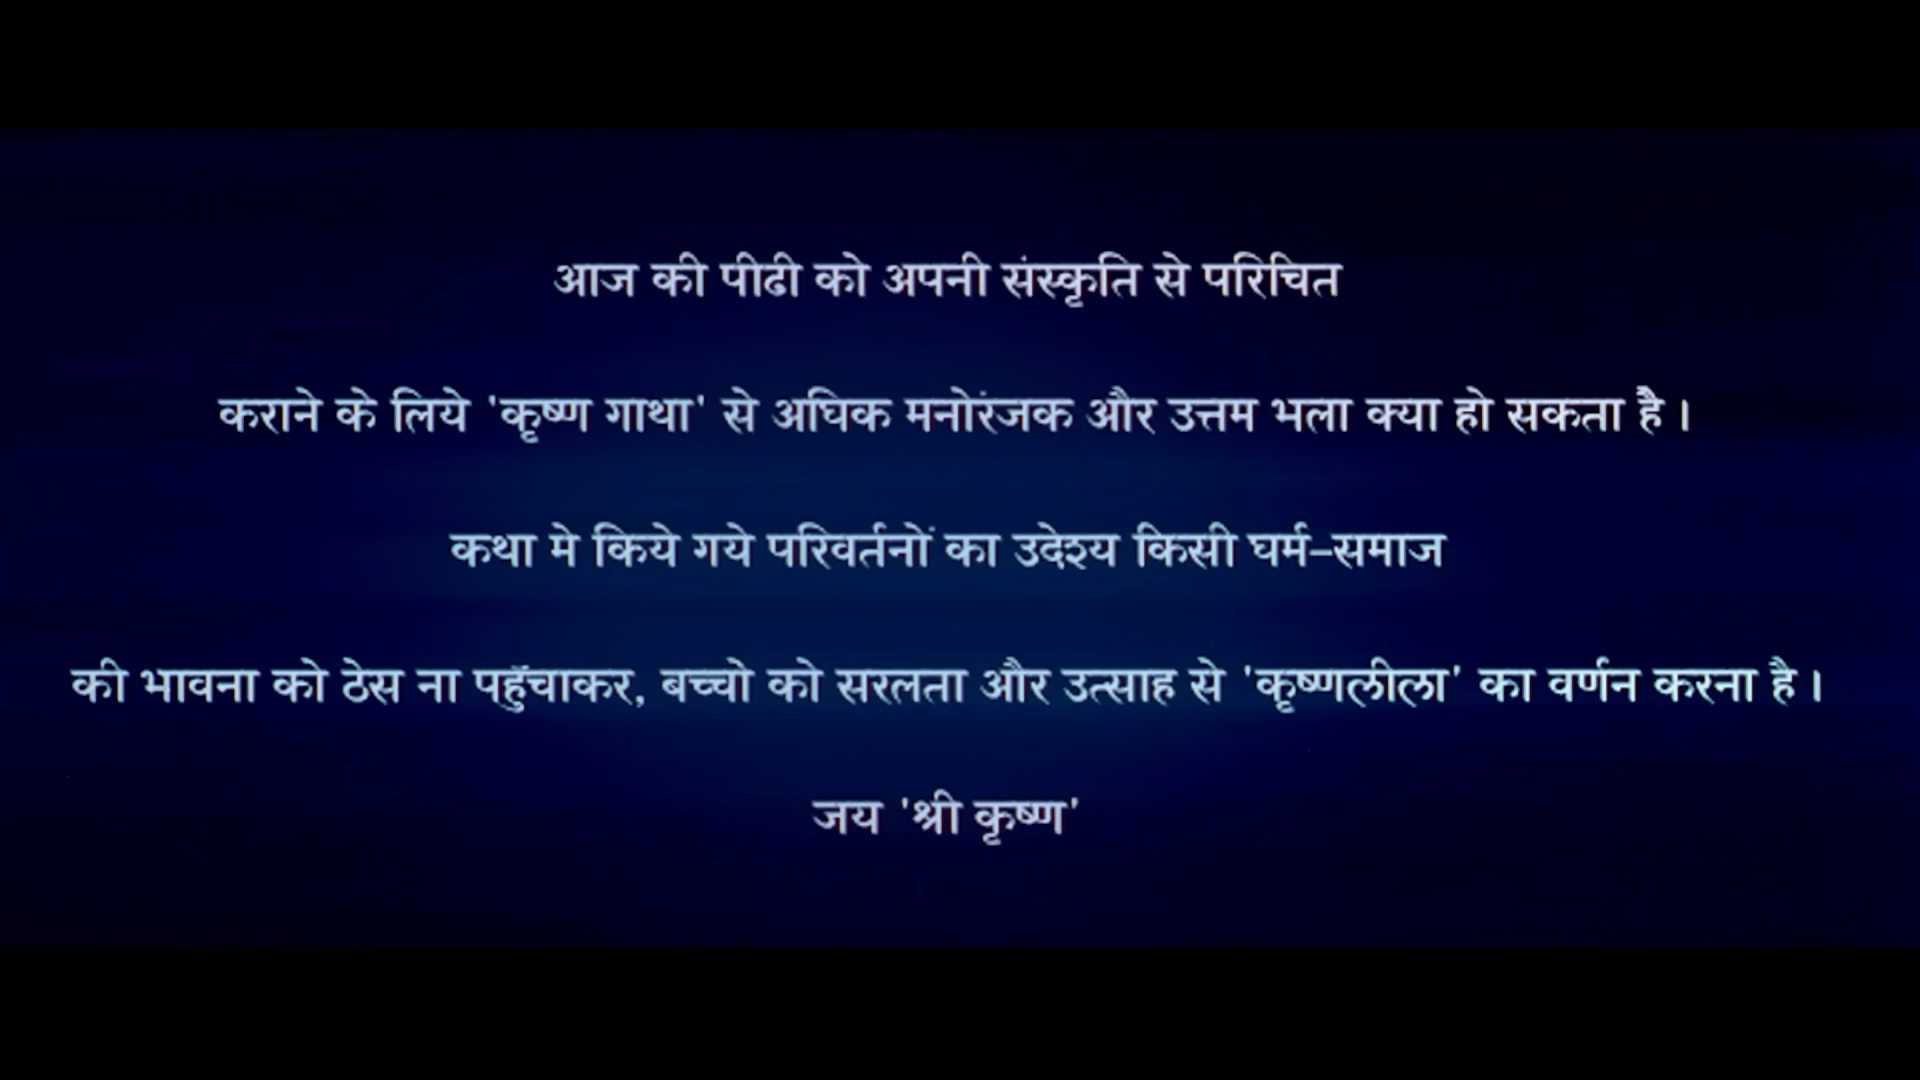 आज की पीढी को अपनी संस्कृति से परिचित
कराने के लिये 'कृष्ण गाथा' से अघिक मनोरंजक और उत्तम भला क्या हो सकता है ।
कथा मे किये गये परिवर्तनों का उदेश्य किसी घर्म–समाज
की भावना को ठेस ना पहुॅचाकर, बच्चो को सरलता और उत्साह से 'कृष्णलीला' का वर्णन करना है ।
जय 'श्री कृष्ण'